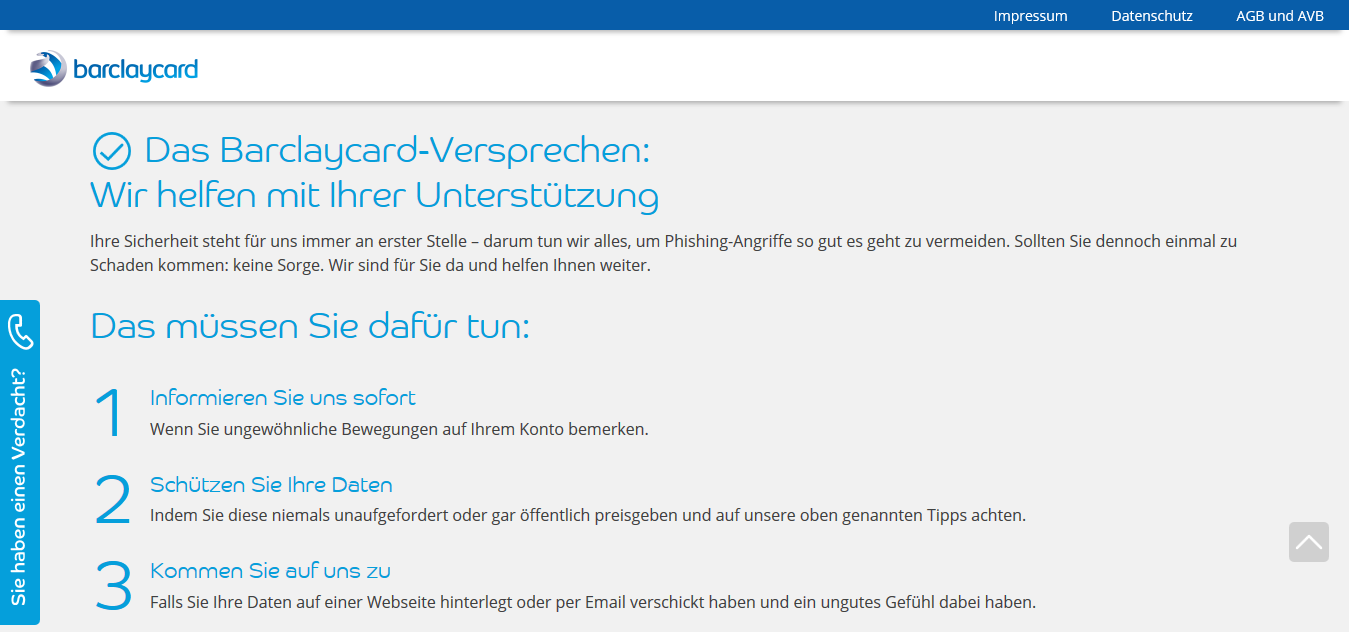 Impressum Datenschutz AGB und AVB
barclaycard
Das Barclaycard-Versprechen:
Wir helfen mit Ihrer Unterstützung
Ihre Sicherheit steht für uns immer an erster Stelle – darum tun wir alles, um Phishing-Angriffe so gut es geht zu vermeiden. Sollten Sie dennoch einmal zu
Schaden kommen: keine Sorge. Wir sind für Sie da und helfen Ihnen weiter.
Das müssen Sie dafür tun:
1 Informieren Sie uns sofort
Wenn Sie ungewöhnliche Bewegungen auf Ihrem Konto bemerken.
2 Schützen Sie Ihre Daten
Indem Sie diese niemals unaufgefordert oder gar öffentlich preisgeben und auf unsere oben genannten Tipps achten.
3 Kommen Sie auf uns zu
Falls Sie Ihre Daten auf einer Webseite hinterlegt oder per Email verschickt haben und ein ungutes Gefühl dabei haben.
Sie haben einen Verdacht?